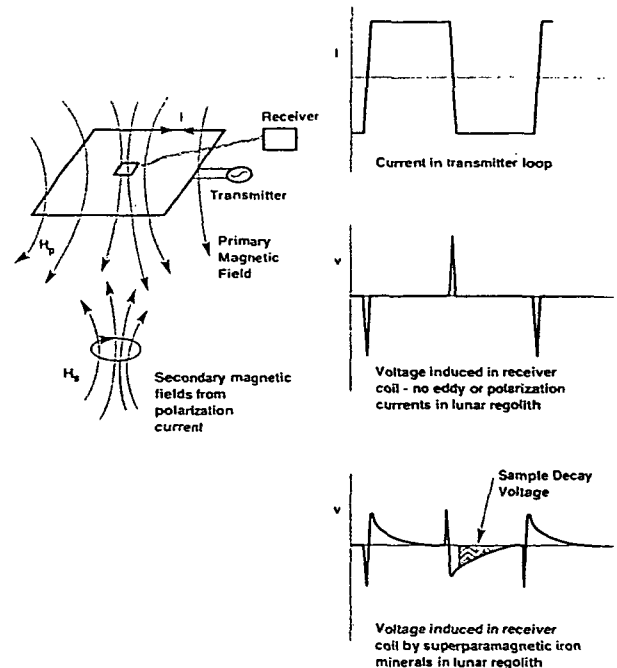 I
Receiver
Transmitter
Primary
Magnetic
Field
Hp
Hs
Secondary magnetic
fields from
polarization
current
I
Current in transmitter loop
v
Voltage induced in receiver
coil - no eddy or polarization
currents in lunar regolith
Sample Decay
Voltage
v
Voltage induced in receiver
coil by superparamagnetic iron
minerals in lunar regolith